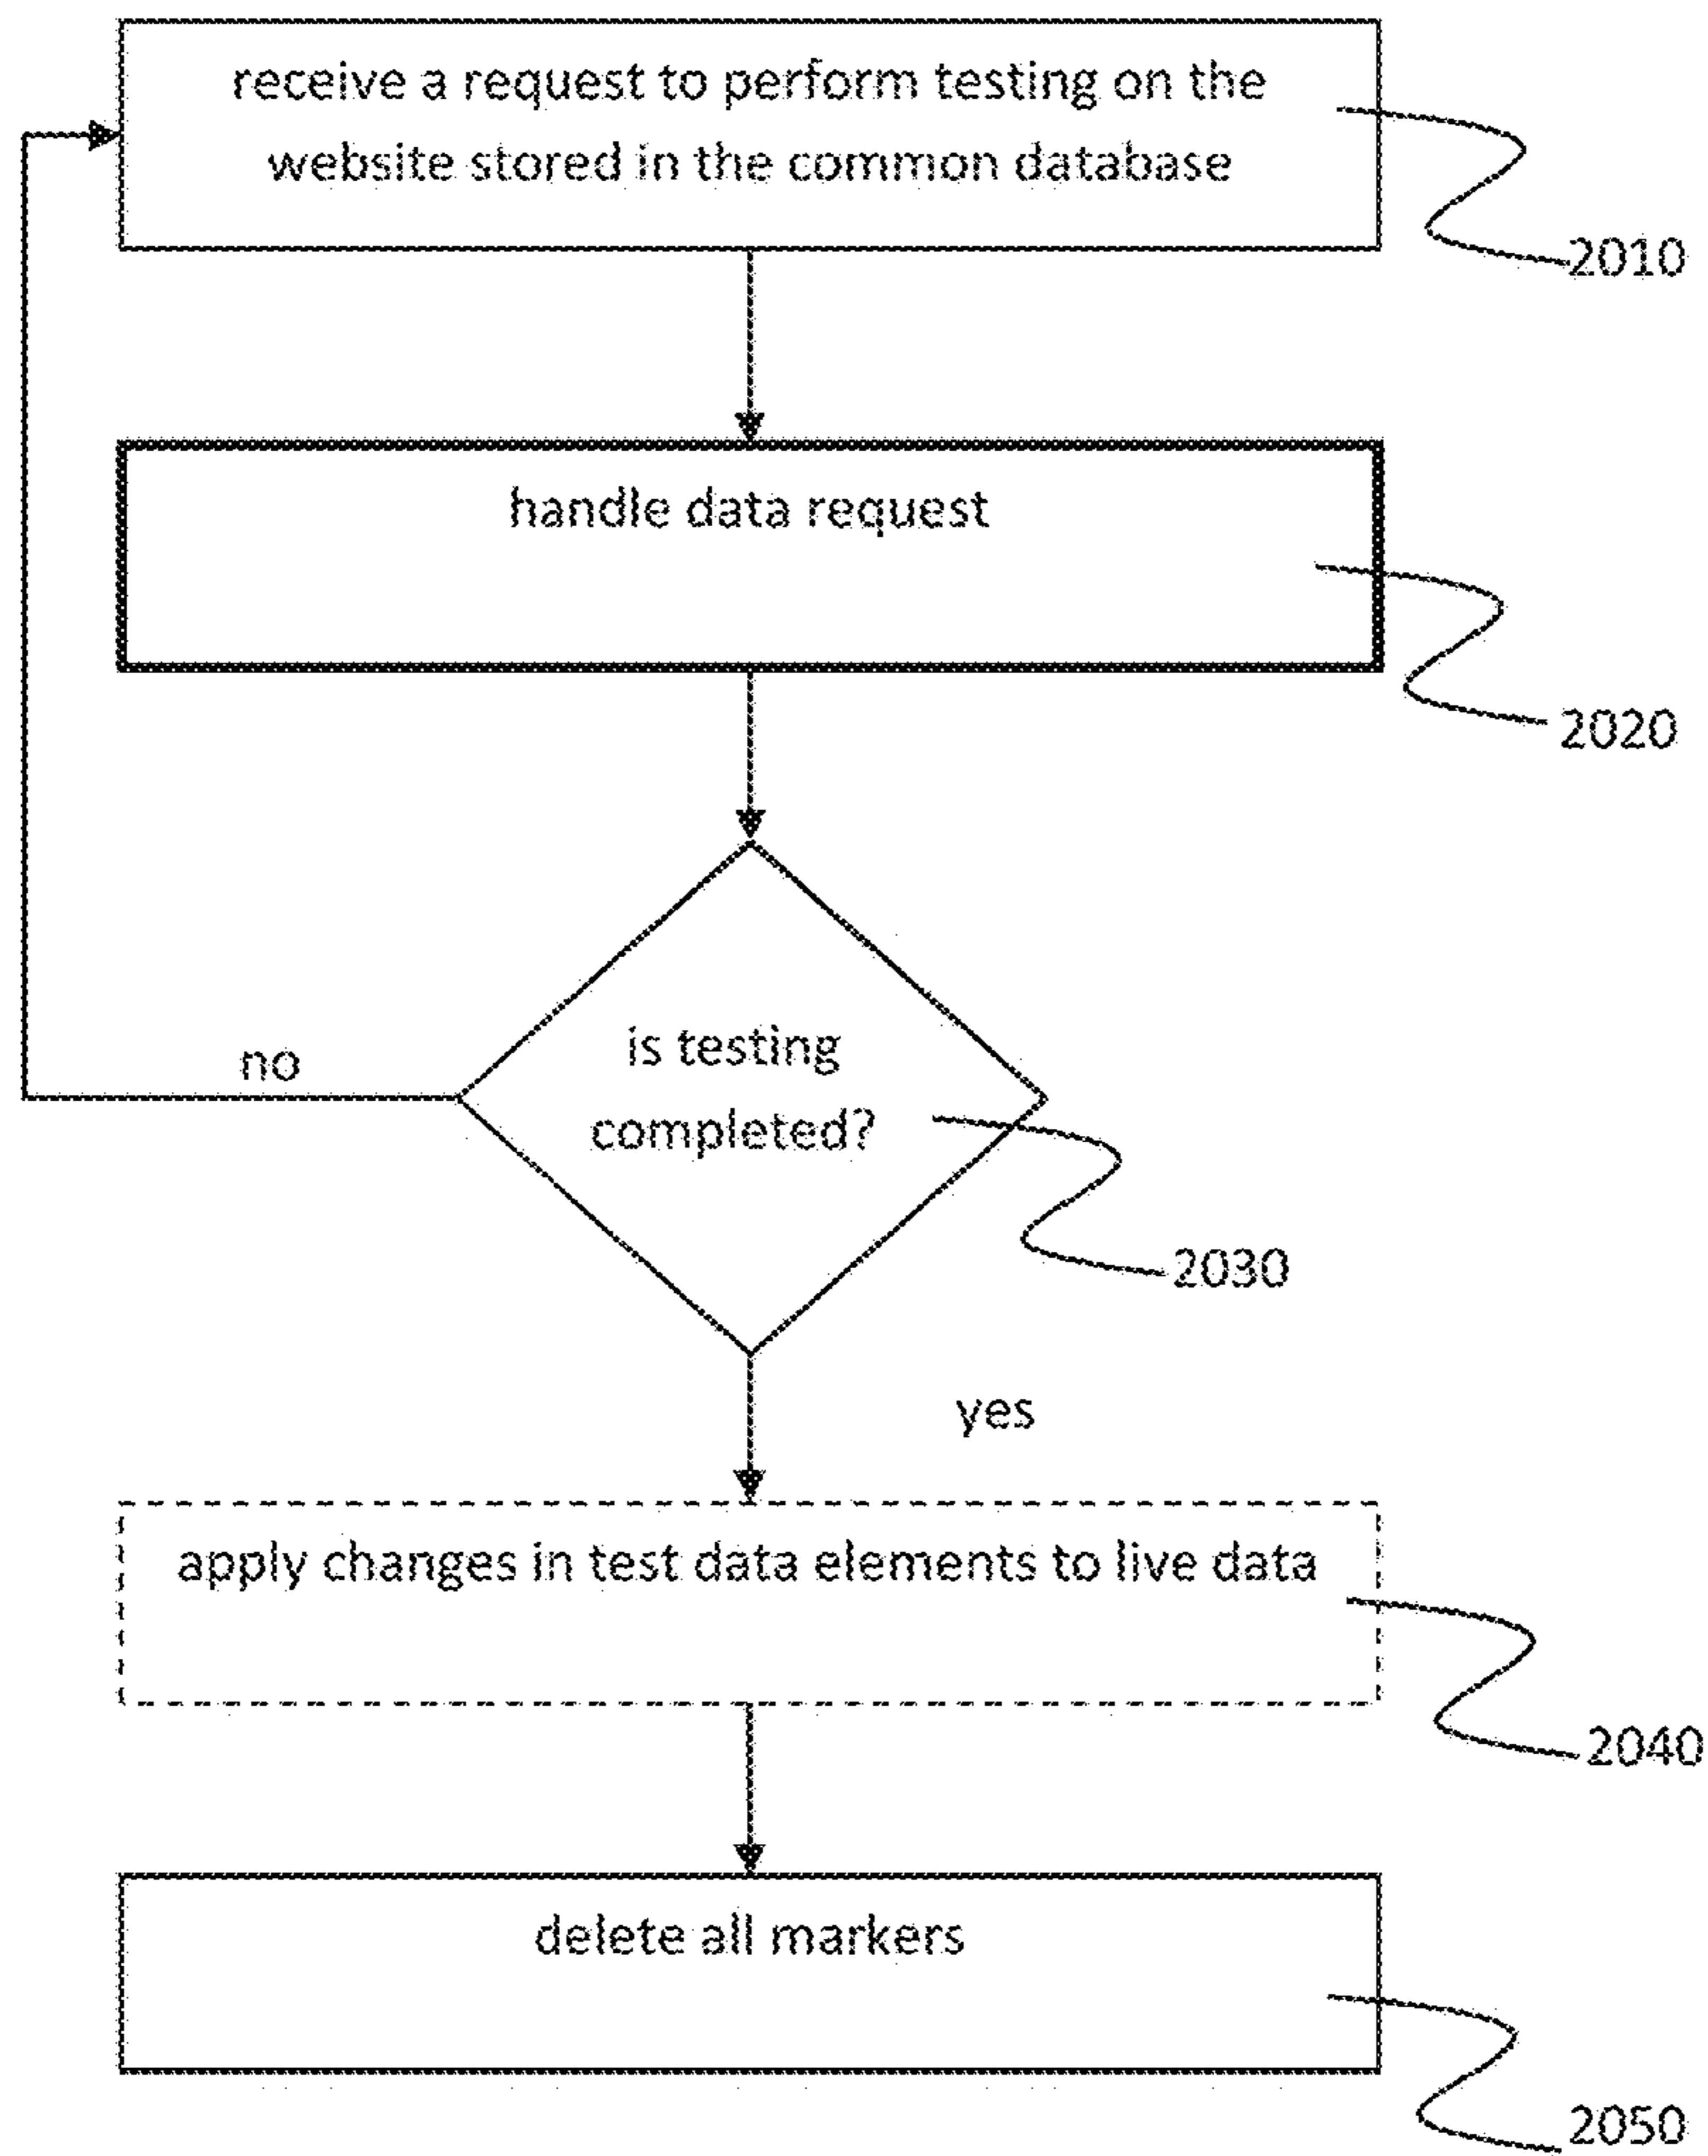 receive a request to perform testing on the
website stored in the common database
2010
handle data request
2020
is testing
completed?
no
2030
yes
apply changes in test data elements to live data
2040
delete all markers
2050